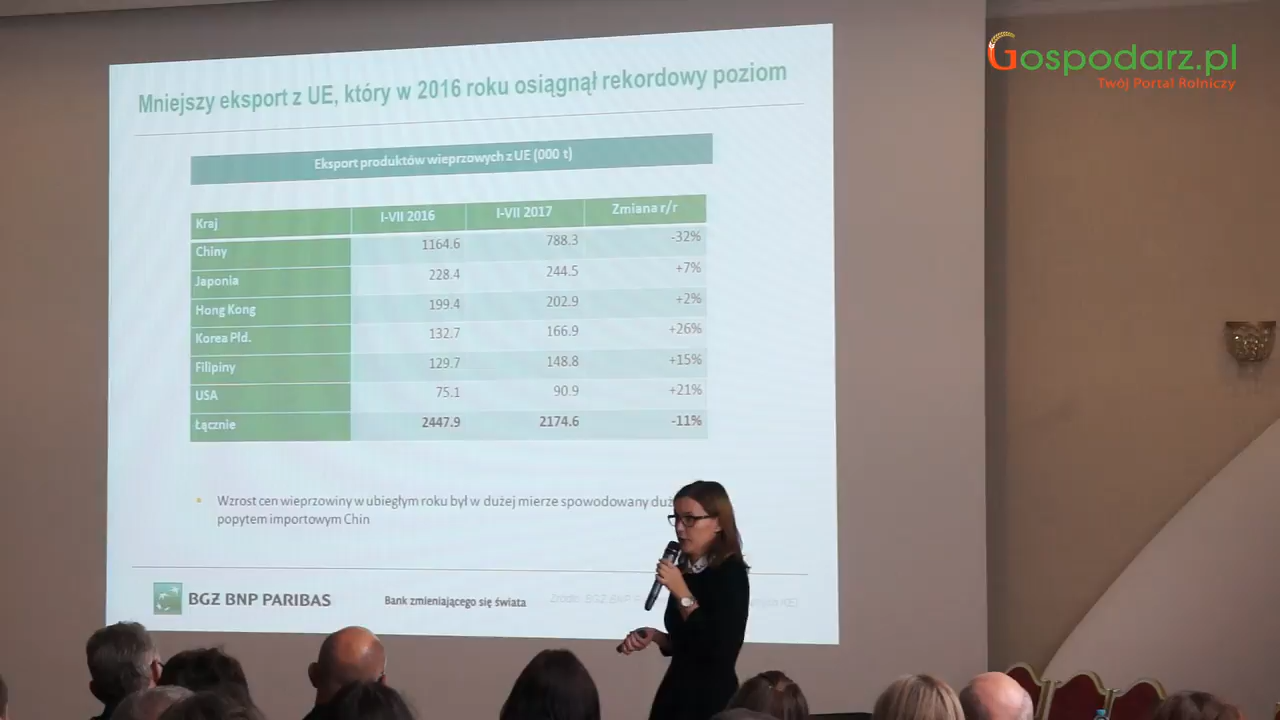 Gospodarz.pl
Twój Portal Rolniczy
Mniejszy eksport z UE, który w 2016 roku osiągnął rekordowy poziom
Eksport produktów wieprzowych z UE (000 t)
Kraj I-VII 2016 I-VII 2017 Zmiana r/r
Chiny 1164.6 788.3 -32%
Japonia 228.4 244.5 +7%
Hong Kong 199.4 202.9 +2%
Korea Płd. 132.7 166.9 +26%
Filipiny 129.7 148.8 +15%
USA 75.1 90.9 +21%
Łącznie 2447.9 2174.6 -11%
Wzrost cen wieprzowiny w ubiegłym roku był w dużej mierze spowodowany
popytem importowym Chin
BGZ BNP PARIBAS
Bank zmieniającego się świata
Źródło: BGZ BNP